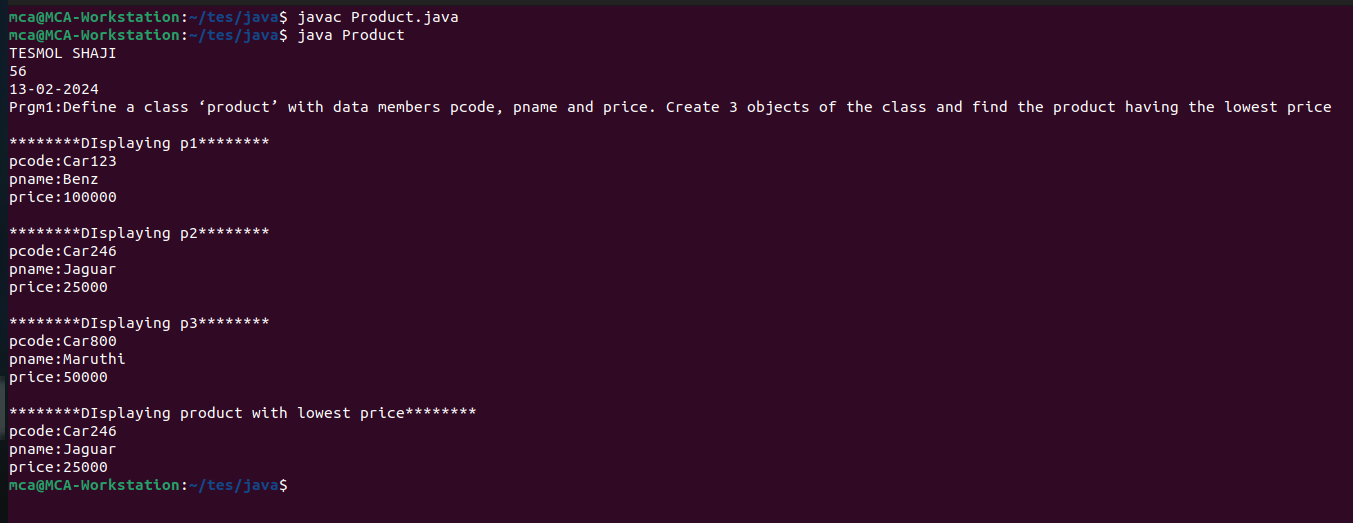 mca@MCA-Workstation:~/tes/java$ javac Product.java
mca@MCA-Workstation:~/tes/java$ java Product
TESMOL SHAJI
56
13-02-2024
Prgm1:Define a class ‘product’ with data members pcode, pname and price. Create 3 objects of the class and find the product having the lowest price
********DIsplaying p1********
pcode:Car123
pname:Benz
price:100000
********DIsplaying p2********
pcode:Car246
pname:Jaguar
price:25000
********DIsplaying p3********
pcode:Car800
pname:Maruthi
price:50000
********DIsplaying product with lowest price********
pcode:Car246
pname:Jaguar
price:25000
mca@MCA-Workstation:~/tes/java$